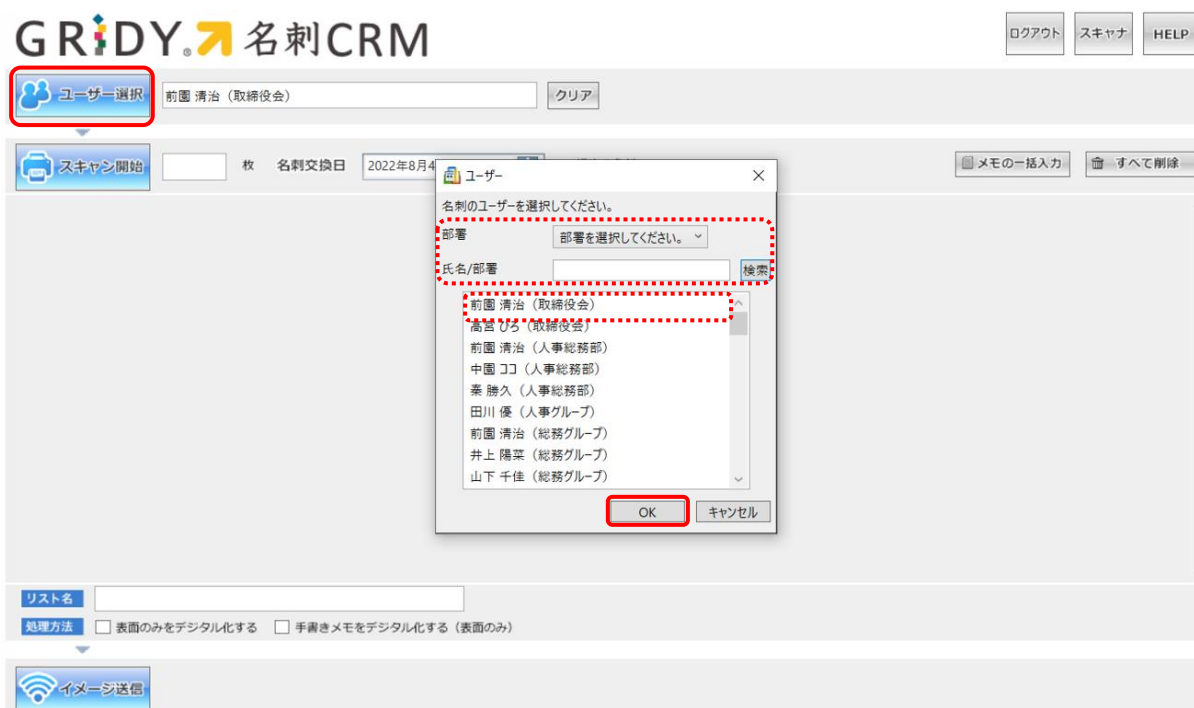 GRiDY. 名刺CRM
ログアウト スキャナ HELP
ユーザー選択 前園 清治（取締役会） クリア
スキャン開始 枚 名刺交換日 2022年8月4 メモの一括入力 すべて削除
ユーザー
名刺のユーザーを選択してください。
部署 部署を選択してください。
氏名/部署 検索
前園 清治（取締役会）
高宮 ひろ（取締役会）
前園 清治（人事総務部）
中園 ココ（人事総務部）
秦 勝久（人事総務部）
田川 優（人事グループ）
前園 清治（総務グループ）
井上 陽菜（総務グループ）
山下 千佳（総務グループ）
OK キャンセル
リスト名
処理方法 表面のみをデジタル化する 手書きメモをデジタル化する（表面のみ）
イメージ送信